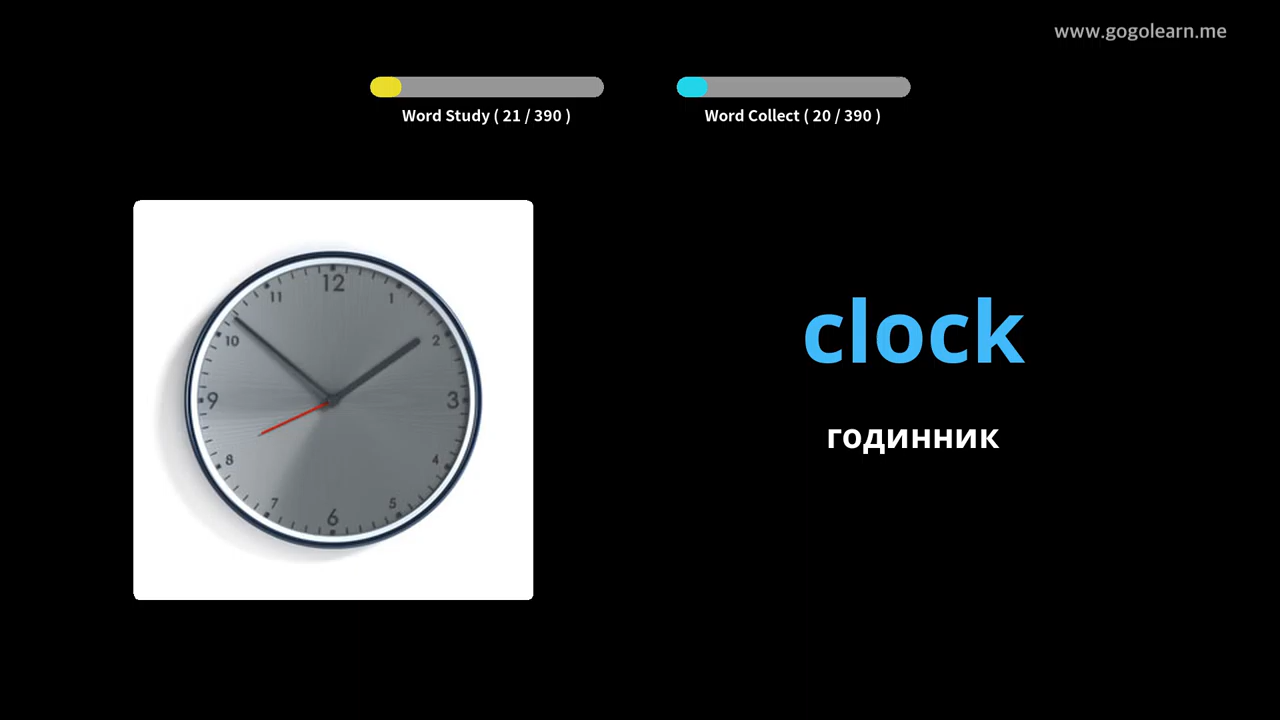 www.gogolearn.me
Word Study ( 21 / 390 )
Word Collect ( 20 / 390 )
12
11
1
10
2
9
3
8
4
7
5
6
clock
годинник